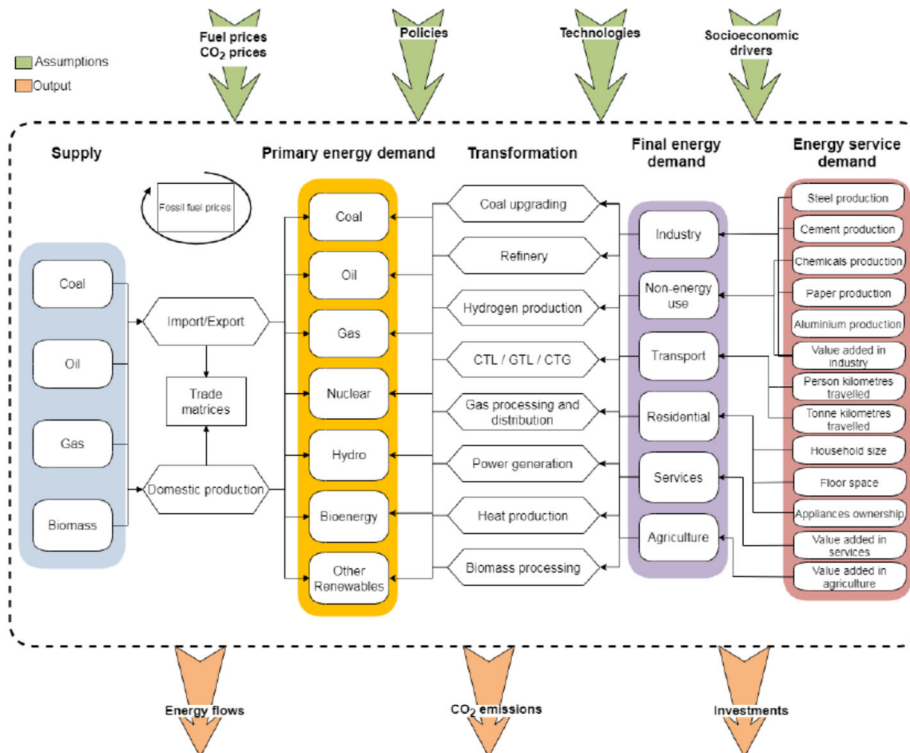 Fuel prices
CO2 prices
Policies
Technologies
Socioeconomic
drivers
Assumptions
Output
Supply
Primary energy demand
Transformation
Final energy
demand
Energy service
demand
Fossil fuel prices
Coal
Oil
Gas
Biomass
Import/Export
Trade
matrices
Domestic production
Coal
Oil
Gas
Nuclear
Hydro
Bioenergy
Other
Renewables
Coal upgrading
Refinery
Hydrogen production
CTL / GTL / CTG
Gas processing and
distribution
Power generation
Heat production
Biomass processing
Industry
Non-energy
use
Transport
Residential
Services
Agriculture
Steel production
Cement production
Chemicals production
Paper production
Aluminium production
Value added in
industry
Person kilometres
travelled
Tonne kilometres
travelled
Household size
Floor space
Appliances ownership
Value added in
services
Value added in
agriculture
Energy flows
CO2 emissions
Investments